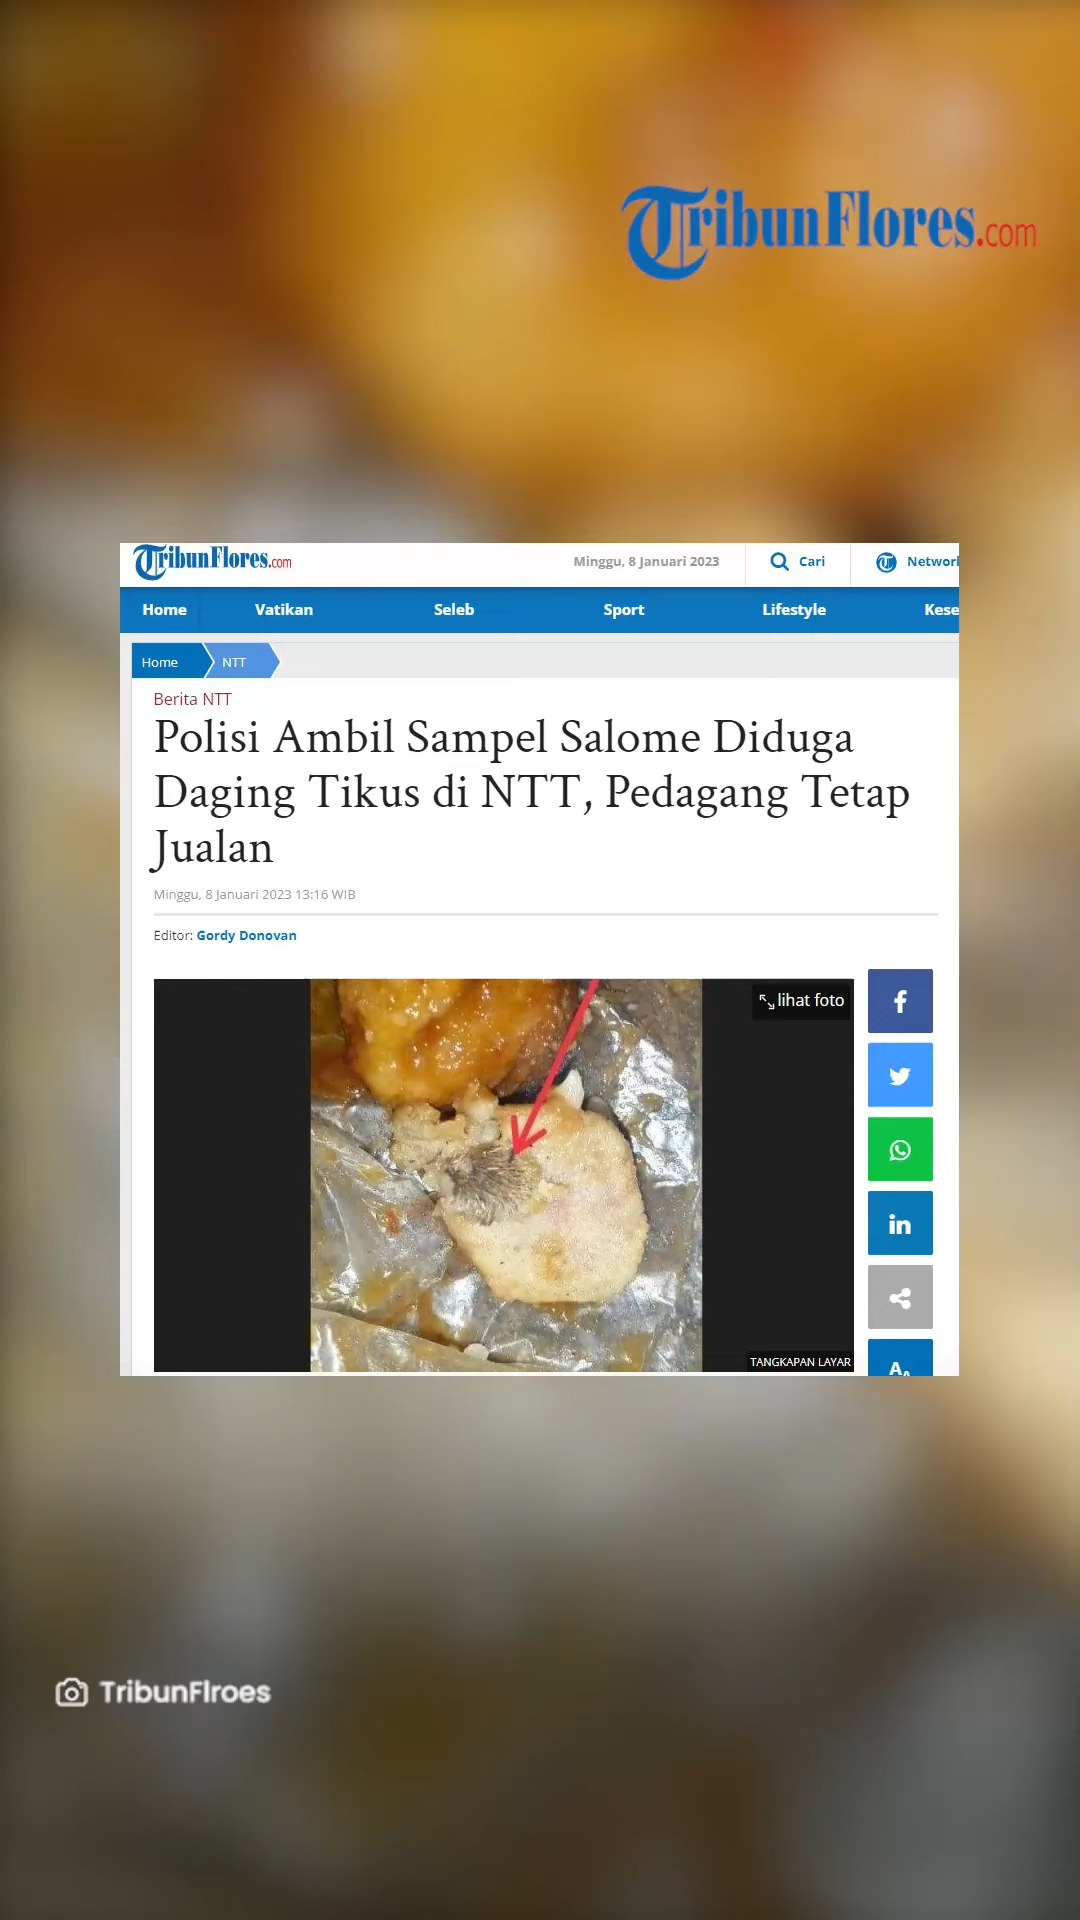 TribunFlores.com
TribunFlores.com
Minggu, 8 Januari 2023
Cari
Networ
Home
Vatikan
Seleb
Sport
Lifestyle
Kese
Home
NTT
Berita NTT
Polisi Ambil Sampel Salome Diduga
Daging Tikus di NTT, Pedagang Tetap
Jualan
Minggu, 8 Januari 2023 13:16 WIB
Editor: Gordy Donovan
lihat foto
TANGKAPAN LAYAR
AA
TribunFlroes